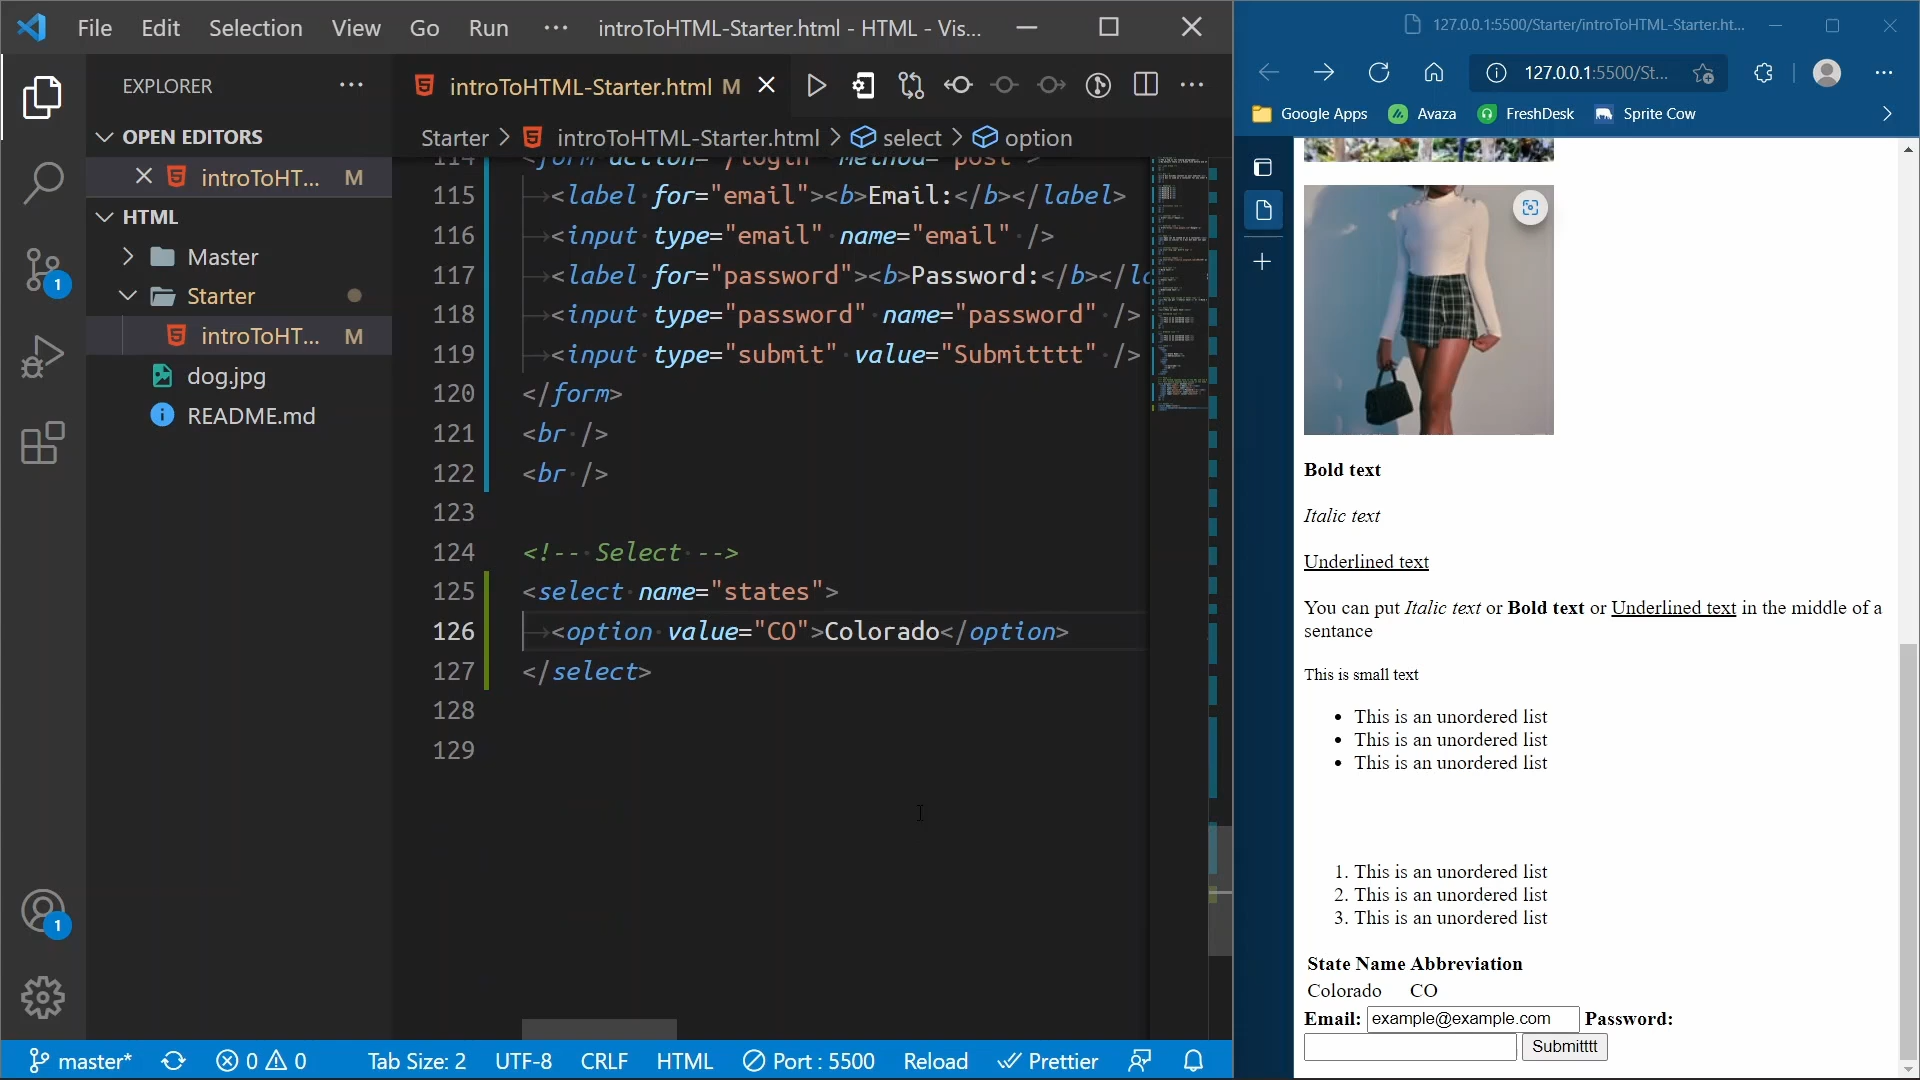 File Edit Selection View Go Run ··· introToHTML-Starter.html - HTML - Vis...
EXPLORER
OPEN EDITORS
introToHT... M
HTML
Master
Starter
introToHT... M
dog.jpg
README.md
1
1
introToHTML-Starter.html M
Starter > introToHTML-Starter.html > select > option
114 <form action="/login" method="post">
115 <label for="email"><b>Email:</b></label>
116 <input type="email" name="email" />
117 <label for="password"><b>Password:</b></la
118 <input type="password" name="password" />
119 <input type="submit" value="Submitttt" />
120 </form>
121 <br />
122 <br />
123
124 <!-- Select -->
125 <select name="states">
126 <option value="CO">Colorado</option>
127 </select>
128
129
master* 0 0 Tab Size: 2 UTF-8 CRLF HTML Port : 5500 Reload Prettier
127.0.0.1:5500/Starter/introToHTML-Starter.ht...
127.0.0.1:5500/St...
Google Apps Avaza FreshDesk Sprite Cow
Bold text
Italic text
Underlined text
You can put Italic text or Bold text or Underlined text in the middle of a
sentance
This is small text
• This is an unordered list
• This is an unordered list
• This is an unordered list
1. This is an unordered list
2. This is an unordered list
3. This is an unordered list
State Name Abbreviation
Colorado CO
Email: example@example.com Password:
Submitttt